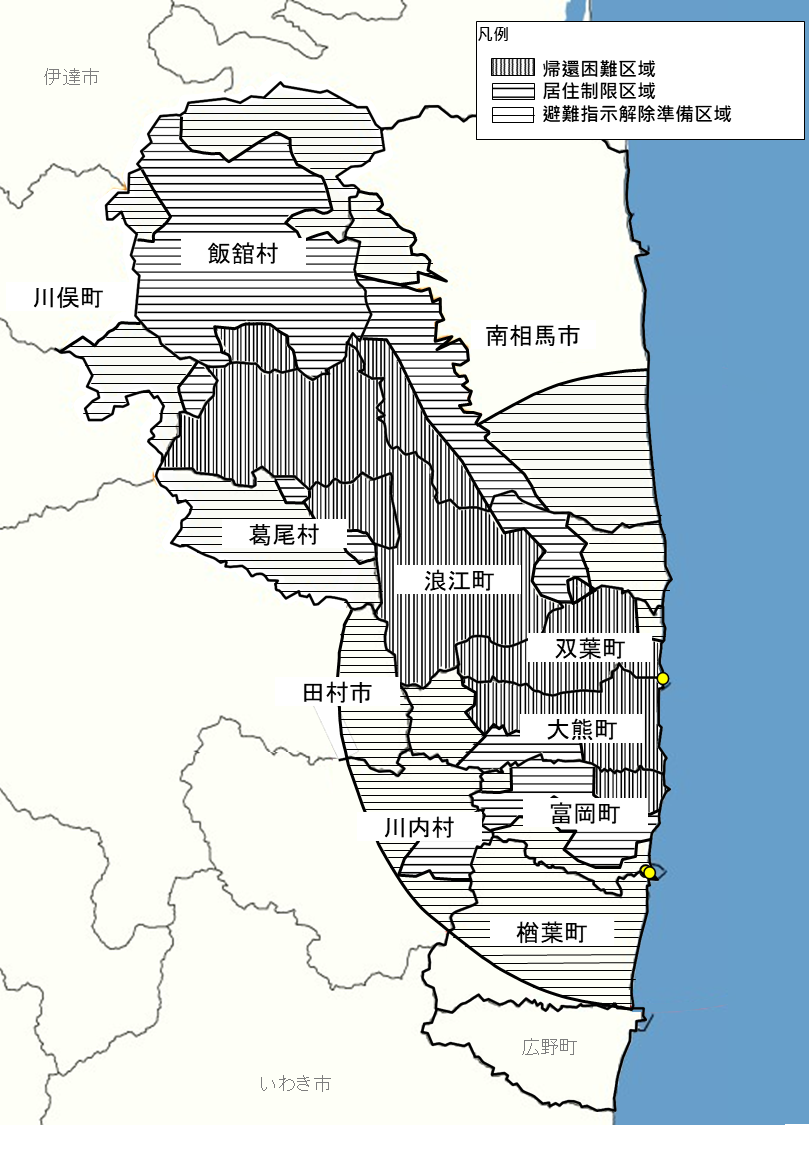 凡例
帰還困難区域
居住制限区域
避難指示解除準備区域
伊達市
飯舘村
川俣町
南相馬市
葛尾村
浪江町
双葉町
田村市
大熊町
富岡町
川内村
楢葉町
広野町
いわき市